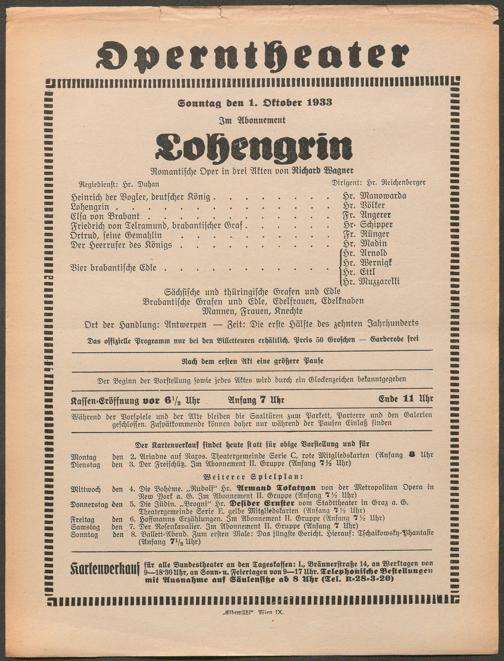 Operntheater
Sonntag den 1. Oktober 1933
Im Abonnement
Lohengrin
Romantische Oper in drei Akten von Richard Wagner
Regiedienst: Hr. Duhan Dirigent: Hr. Reichenberger
Heinrich der Vogler, deutscher König . . . . . . . . . Hr. Manowarda
Lohengrin . . . . . . . . . . . . . . . . Hr. Völker
Elsa von Brabant . . . . . . . . . . . . . . Fr. Angerer
Friedrich von Telramund, brabantischer Graf . . . . . . . Hr. Schipper
Ortrud, seine Gemahlin . . . . . . . . . . . . Fr. Rünger
Der Heerrufer des Königs . . . . . . . . . . . Hr. Madin
Vier brabantische Edle . . . . . . . . . . . .
Hr. Arnold
Hr. Wernigk
Hr. Ettl
Hr. Muzzarelli
Sächsische und thüringische Grafen und Edle
Brabantische Grafen und Edle, Edelfrauen, Edelknaben
Mannen, Frauen, Knechte
Ort der Handlung: Antwerpen — Zeit: Die erste Hälfte des zehnten Jahrhunderts
Das offizielle Programm nur bei den Billetteuren erhältlich. Preis 50 Groschen — Garderobe frei
Nach dem ersten Akt eine größere Pause
Der Beginn der Vorstellung sowie jedes Aktes wird durch ein Glockenzeichen bekanntgegeben
Kassen-Eröffnung vor 6½ Uhr Anfang 7 Uhr Ende 11 Uhr
Während der Vorspiele und der Akte bleiben die Saaltüren zum Parkett, Parterre und den Galerien
geschlossen. Zuspätkommende können daher nur während der Pausen Einlaß finden
Der Kartenverkauf findet heute statt für obige Vorstellung und für
Montag den 2. Ariadne auf Naxos. Theatergemeinde Serie C, rote Mitgliedskarten (Anfang 8 Uhr
Dienstag den 3. Der Freischütz. Im Abonnement II. Gruppe (Anfang 7½ Uhr)
Weiterer Spielplan:
Mittwoch den 4. Die Bohème. „Rudolf“ Hr. Armand Tokatyan von der Metropolitan Opera in
New York a. G. Im Abonnement II. Gruppe (Anfang 7½ Uhr)
Donnerstag den 5. Die Jüdin. „Brogni“ Hr. Desider Ernster vom Stadttheater in Graz a. G.
Theatergemeinde Serie E, gelbe Mitgliedskarten (Anfang 7½ Uhr)
Freitag den 6. Hoffmanns Erzählungen. Im Abonnement II. Gruppe (Anfang 7½ Uhr)
Samstag den 7. Der Rosenkavalier. Im Abonnement II. Gruppe (Anfang 7 Uhr)
Sonntag den 8. Ballett-Abend. Zum ersten Male: Das jüngste Gericht. Hierauf: Tschaikowsky-Phantasie
(Anfang 7½ Uhr)
Kartenverkauf für alle Bundestheater an den Tageskassen: I., Bräunerstraße 14, an Werktagen von
9—18·30 Uhr, an Sonn- u. Feiertagen von 9—17 Uhr. Telephonische Bestellungen
mit Ausnahme auf Säulensitze ab 8 Uhr (Tel. R-28-3-20)
„Elbemühl“ Wien IX.